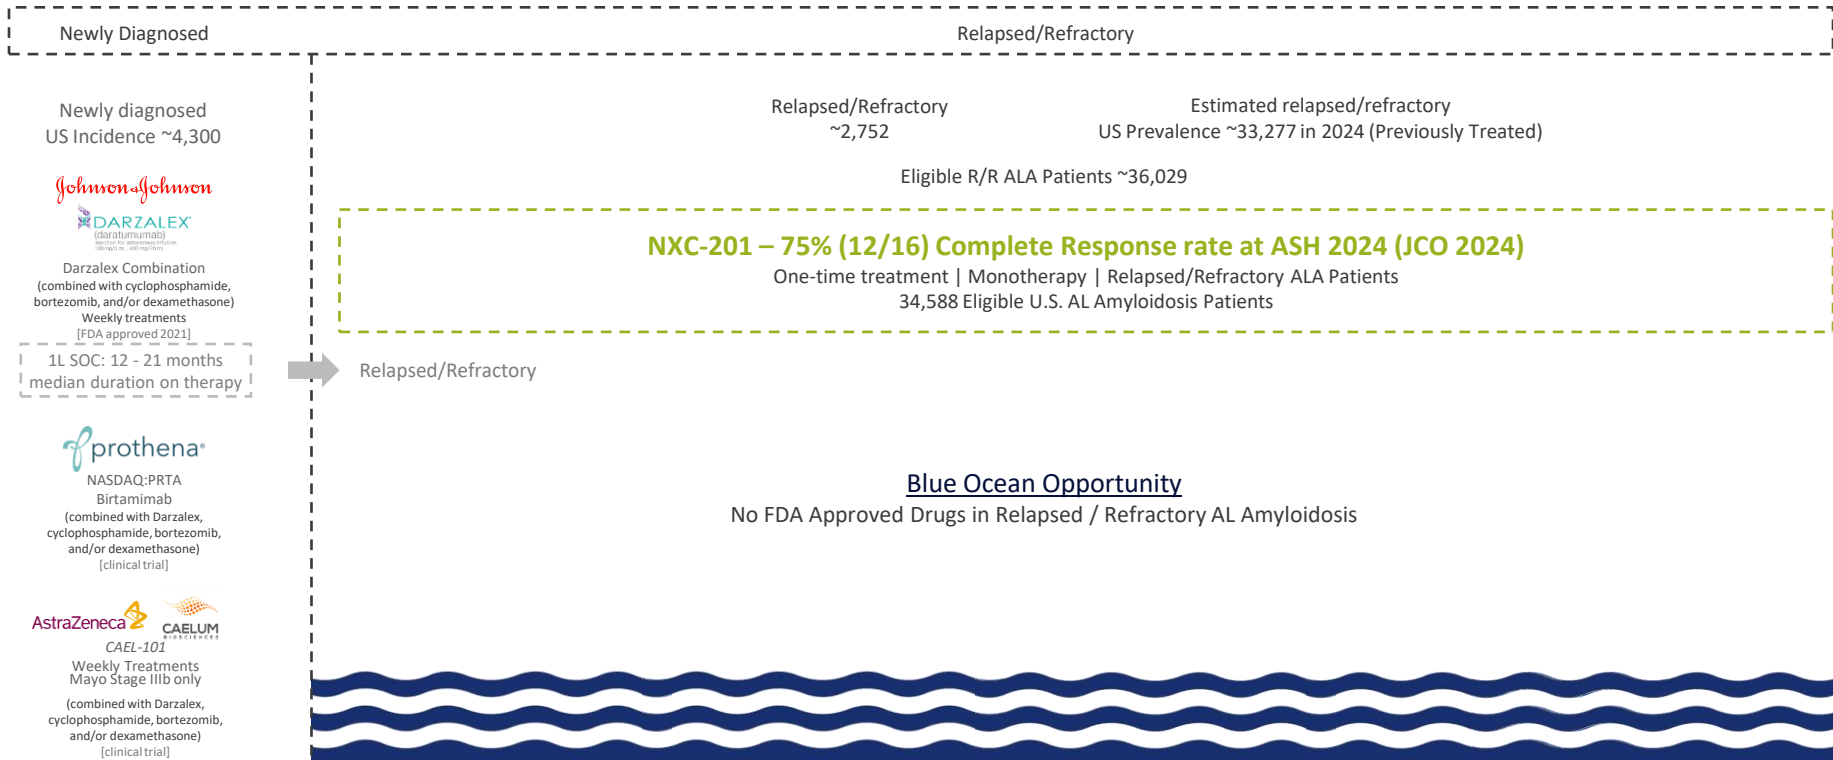 Newly Diagnosed
Relapsed/Refractory
Newly diagnosed
US Incidence ~4,300
Johnson&Johnson
DARZALEX
(daratumumab)
Darzalex Combination
(combined with cyclophosphamide,
bortezomib, and/or dexamethasone)
Weekly treatments
[FDA approved 2021]
1L SOC: 12 - 21 months
median duration on therapy
prothena
NASDAQ:PRTA
Birtamimab
(combined with Darzalex,
cyclophosphamide, bortezomib,
and/or dexamethasone)
[clinical trial]
AstraZeneca
CAELUM
BIOSCIENCES
CAEL-101
Weekly Treatments
Mayo Stage IIIb only
(combined with Darzalex,
cyclophosphamide, bortezomib,
and/or dexamethasone)
[clinical trial]
Relapsed/Refractory
~2,752
Estimated relapsed/refractory
US Prevalence ~33,277 in 2024 (Previously Treated)
Eligible R/R ALA Patients ~36,029
NXC-201 – 75% (12/16) Complete Response rate at ASH 2024 (JCO 2024)
One-time treatment | Monotherapy | Relapsed/Refractory ALA Patients
34,588 Eligible U.S. AL Amyloidosis Patients
Relapsed/Refractory
Blue Ocean Opportunity
No FDA Approved Drugs in Relapsed / Refractory AL Amyloidosis